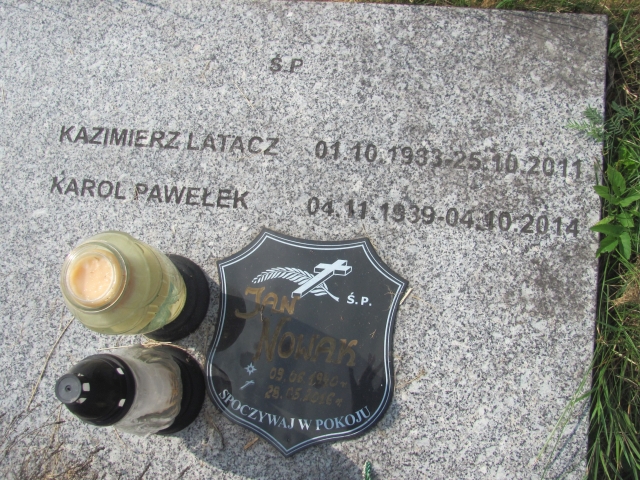 Ś.P
KAZIMIERZ LATACZ 01.10.1933-25.10.2011
KAROL PAWEŁEK 04.11.1939-04.10.2014
Ś.P.
JAN
NOWAK
SPOCZYWAJ W POKOJU